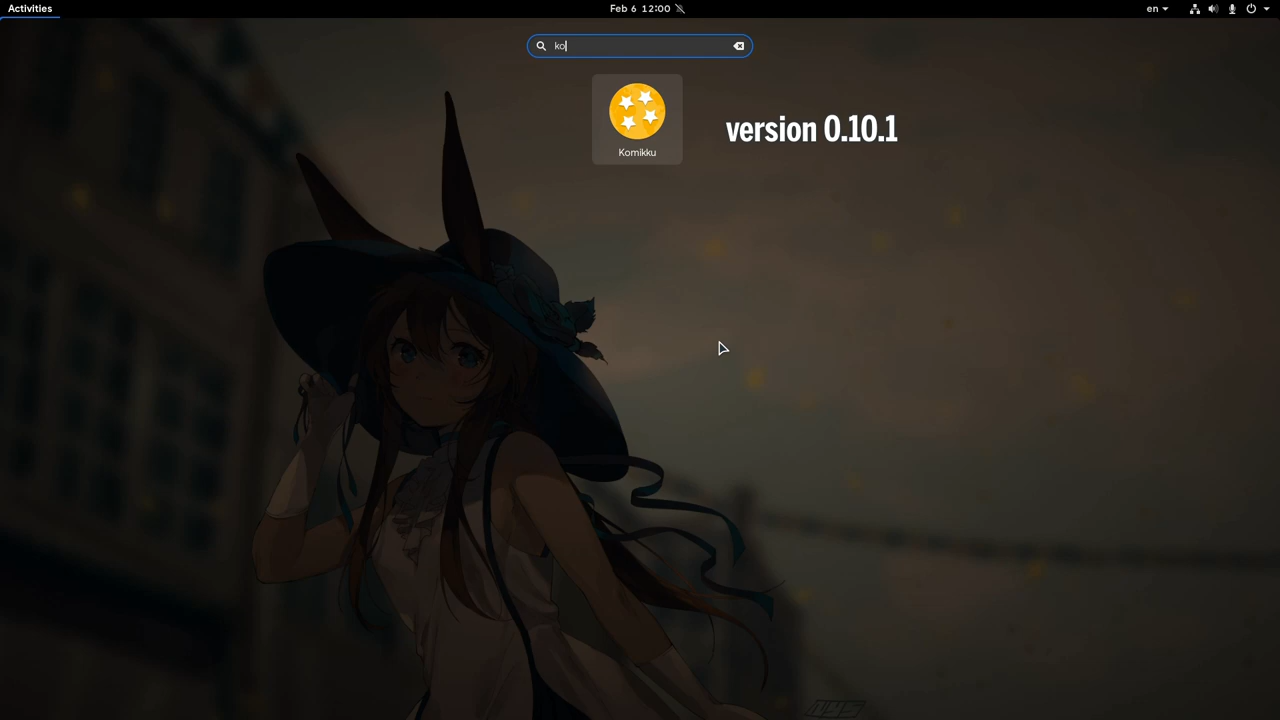 Activities
Feb 6 12:00
en
ko
Komikku
version 0.10.1